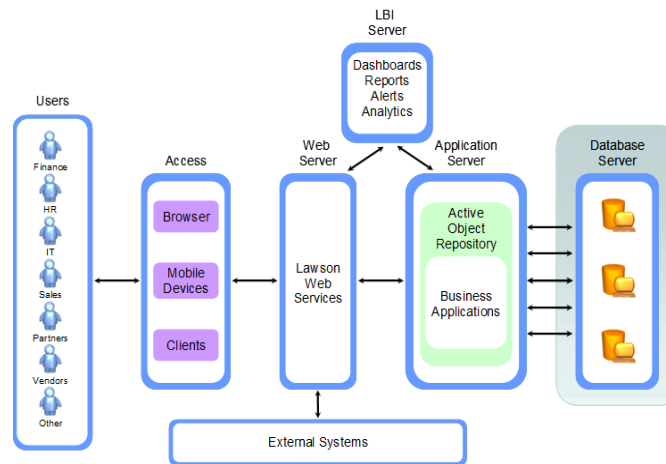 LBI
Server
Dashboards
Reports
Alerts
Analytics
Users
Finance
HR
IT
Sales
Partners
Vendors
Other
Access
Browser
Mobile
Devices
Clients
Web
Server
Lawson
Web
Services
Application
Server
Active
Object
Repository
Business
Applications
Database
Server
External Systems